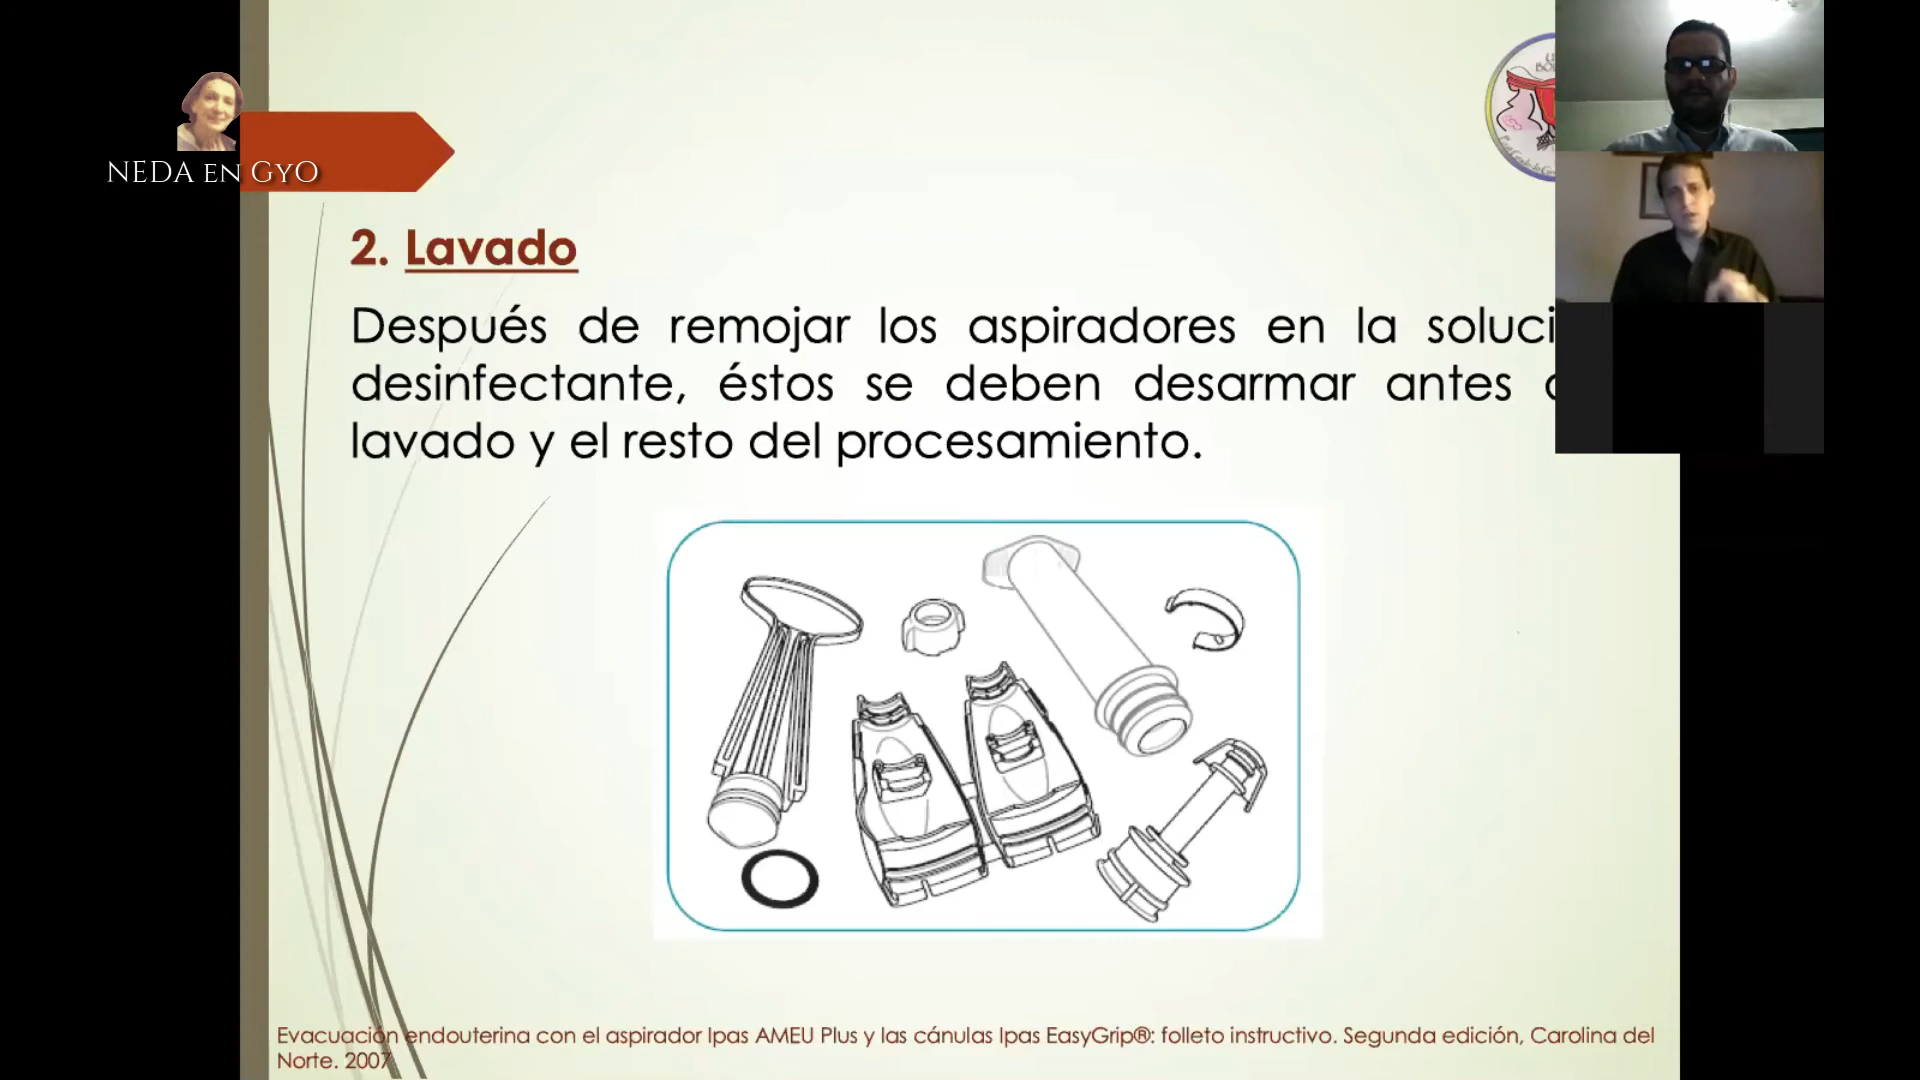 NEDA EN GYO
2. Lavado
Después de remojar los aspiradores en la soluci
desinfectante, éstos se deben desarmar antes
lavado y el resto del procesamiento.
Evacuación endouterina con el aspirador Ipas AMEU Plus y las cánulas Ipas EasyGrip®: folleto instructivo. Segunda edición, Carolina del
Norte. 2007